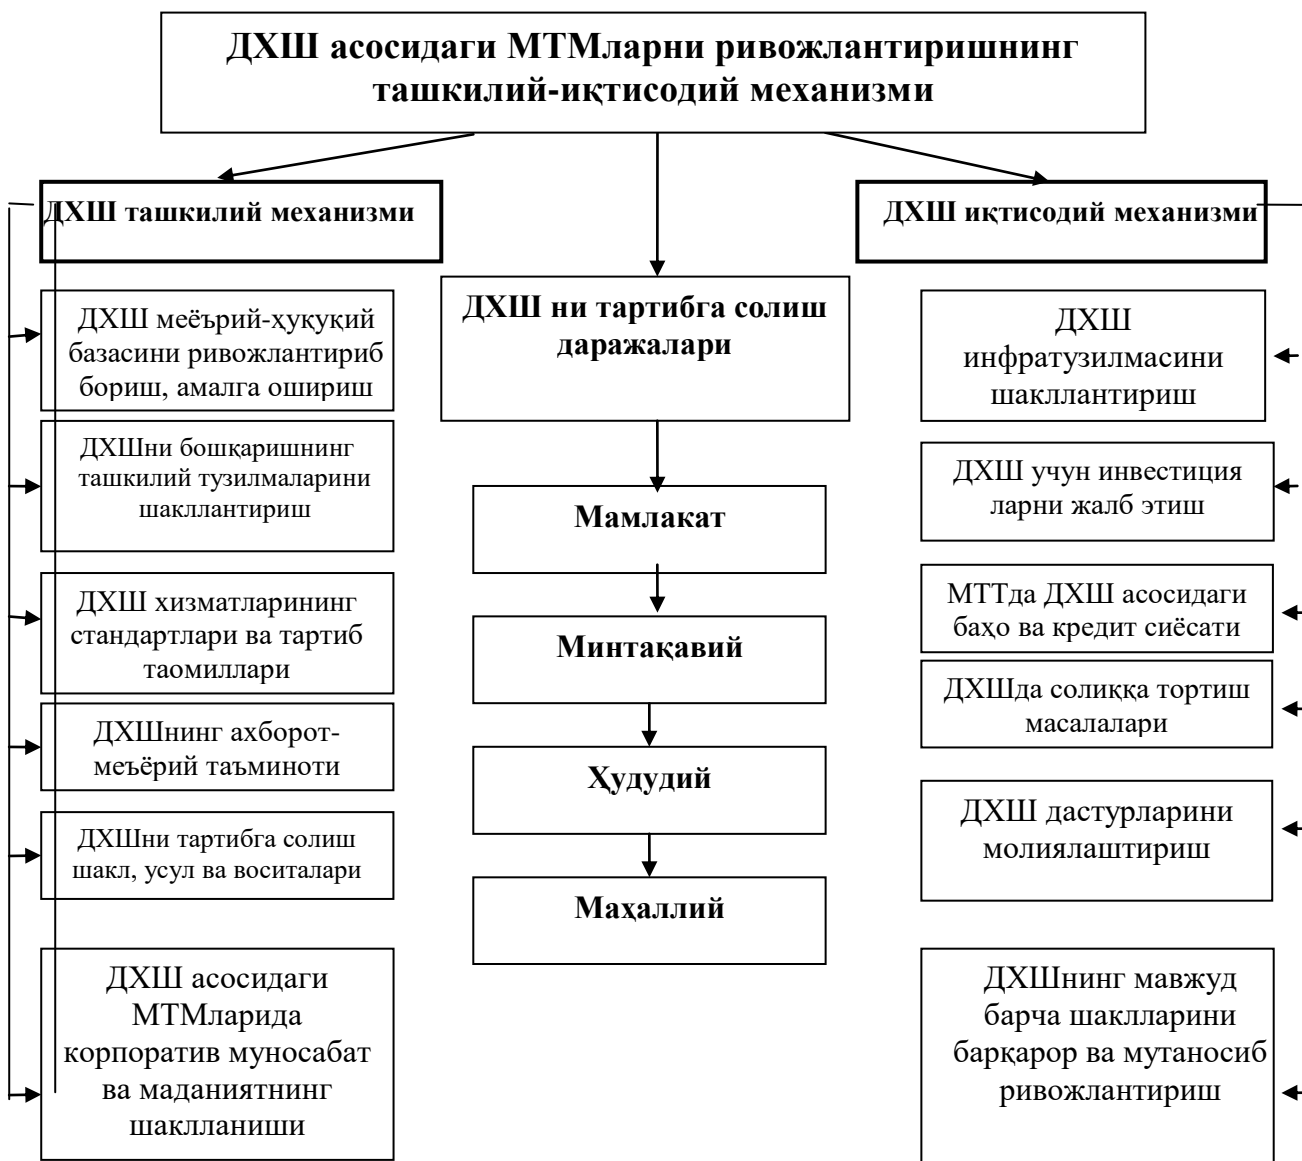 ДХШ асосидаги МТМларни ривожлантиришнинг
ташкилий-иқтисодий механизми
ДХШ ташкилий механизми
ДХШ меёърий-ҳуқуқий
базасини ривожлантириб
бориш, амалга ошириш
ДХШни бошқаришнинг
ташкилий тузилмаларини
шакллантириш
ДХШ хизматларининг
стандартлари ва тартиб
таомиллари
ДХШнинг ахборот-
меъёрий таъминоти
ДХШни тартибга солиш
шакл, усул ва воситалари
ДХШ асосидаги
МТМларида
корпоратив муносабат
ва маданиятнинг
шаклланиши
ДХШ ни тартибга солиш
даражалари
Мамлакат
Минтақавий
Ҳудудий
Маҳаллий
ДХШ иқтисодий механизми
ДХШ
инфратузилмасини
шакллантириш
ДХШ учун инвестиция
ларни жалб этиш
МТТда ДХШ асосидаги
баҳо ва кредит сиёсати
ДХШда солиққа тортиш
масалалари
ДХШ дастурларини
молиялаштириш
ДХШнинг мавжуд
барча шаклларини
барқарор ва мутаносиб
ривожлантириш